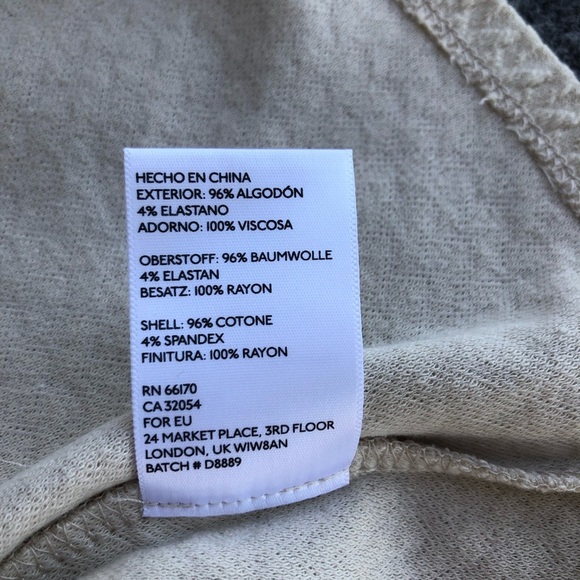 HECHO EN CHINA
EXTERIOR: 96% ALGODÓN
4% ELASTANO
ADORNO: 100% VISCOSA
OBERSTOFF: 96% BAUMWOLLE
4% ELASTAN
BESATZ: 100% RAYON
SHELL: 96% COTONE
4% SPANDEX
FINITURA: 100% RAYON
RN 66170
CA 32054
FOR EU
24 MARKET PLACE, 3RD FLOOR
LONDON, UK W1W8AN
BATCH # D8889